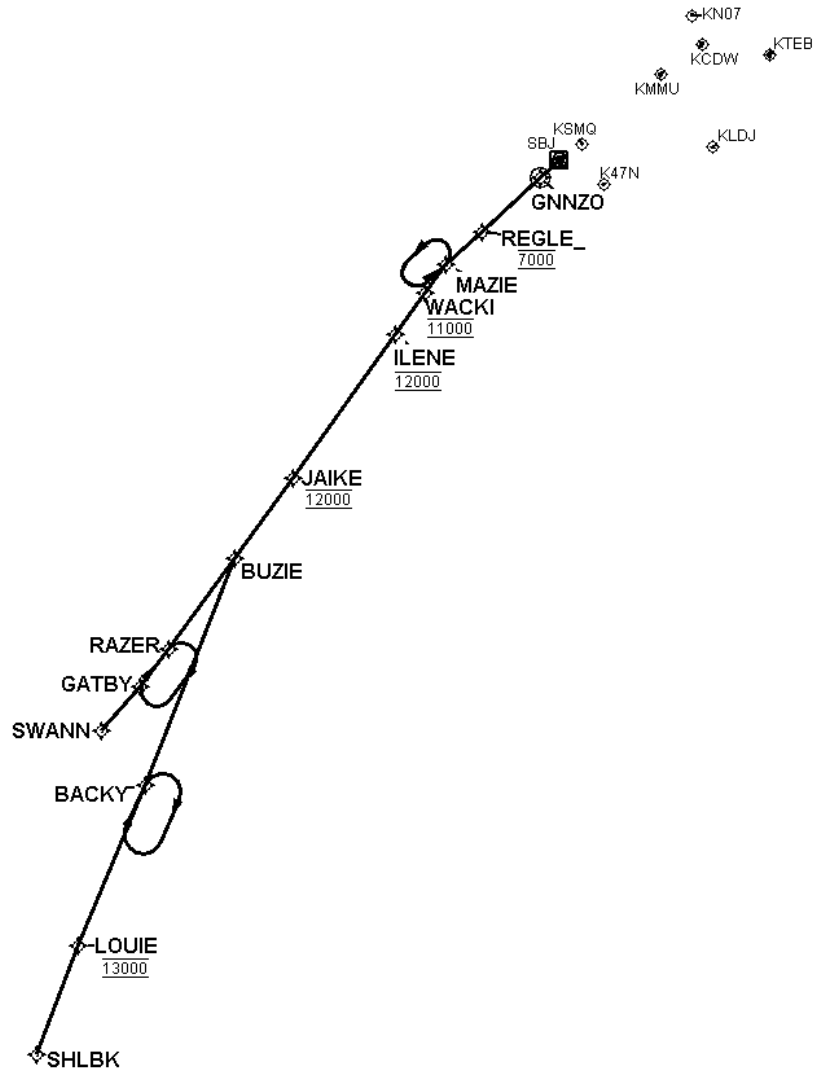 KN07
KCDW
KTEB
KMMU
KSMQ
SBJ
KLDJ
K47N
GNNZO
REGLE_
7000
MAZIE
WACKI
11000
ILENE
12000
JAIKE
12000
BUZIE
RAZER
GATBY
SWANN
BACKY
LOUIE
13000
SHLBK